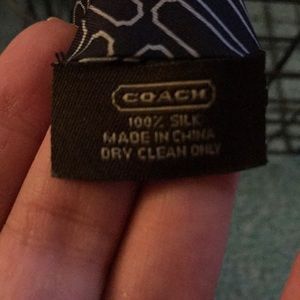 COACH
100% SILK
MADE IN CHINA
DRY CLEAN ONLY